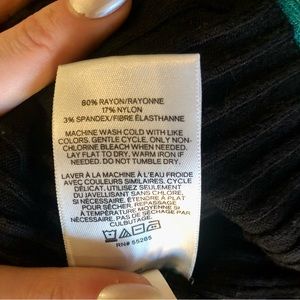 80% RAYON/RAYONNE
17% NYLON
3% SPANDEX/FIBRE ÉLASTHANNE
MACHINE WASH COLD WITH LIKE
COLORS, GENTLE CYCLE. ONLY NON-
CHLORINE BLEACH WHEN NEEDED.
LAY FLAT TO DRY. WARM IRON IF
NEEDED. DO NOT TUMBLE DRY.
LAVER À LA MACHINE À L'EAU FROIDE
AVEC COULEURS SIMILAIRES, CYCLE
DÉLICAT. UTILISEZ SEULEMENT
DU JAVELLISANT SANS CHLORE,
SI NÉCESSAIRE. ÉTENDRE À PLAT
POUR SÉCHER. REPASSAGE
À TEMPÉRATURE MOYENNE SI
NÉCESSAIRE. PAS DE SÉCHAGE PAR
CULBUTAGE.
RN# 65285